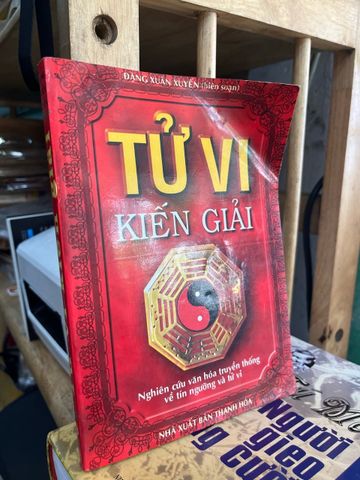 ĐẶNG XUÂN XUYẾN (biên soạn)
TỬ VI
KIẾN GIẢI
Nghiên cứu văn hóa truyền thống
về tín ngưỡng và tử vi
NHÀ XUẤT BẢN THANH HÓA
Người
gieo